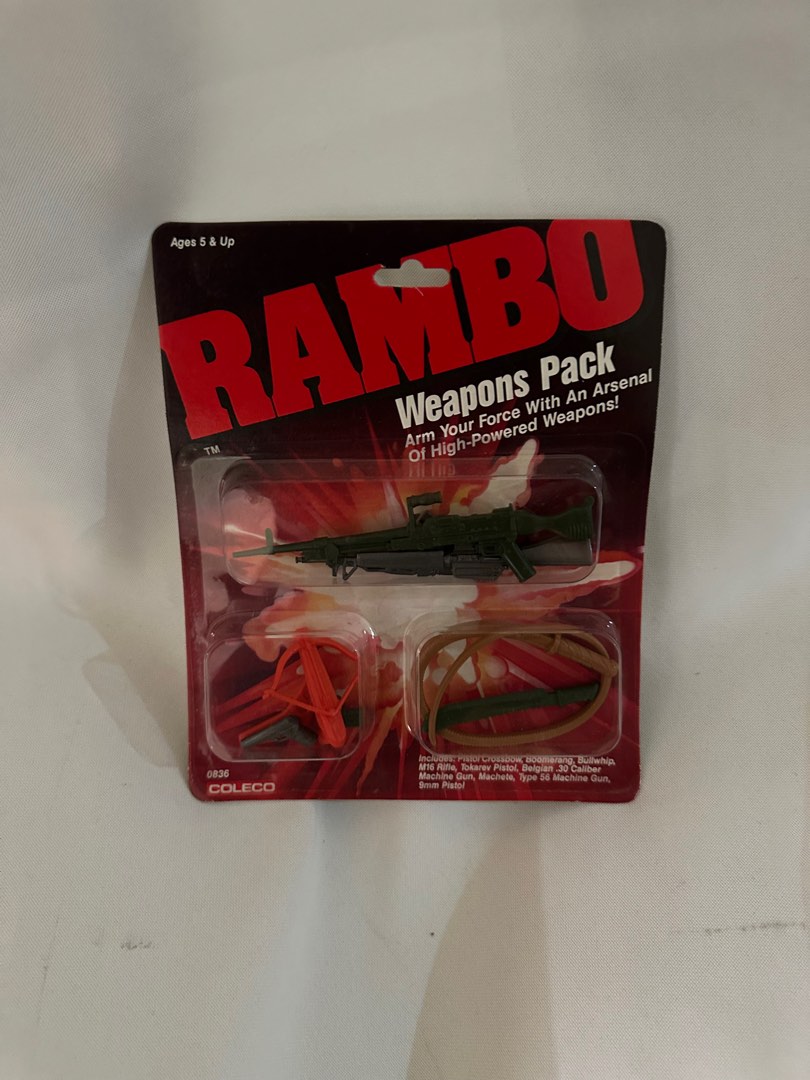 Ages 5 & Up
RAMBO
TM
Weapons Pack
Arm Your Force With An Arsenal
Of High-Powered Weapons!
Includes: Pistol Crossbow, Boomerang, Bullwhip,
M16 Rifle, Tokarev Pistol, Belgian .30 Caliber
Machine Gun, Machete, Type 56 Machine Gun,
9mm Pistol
0836
COLECO